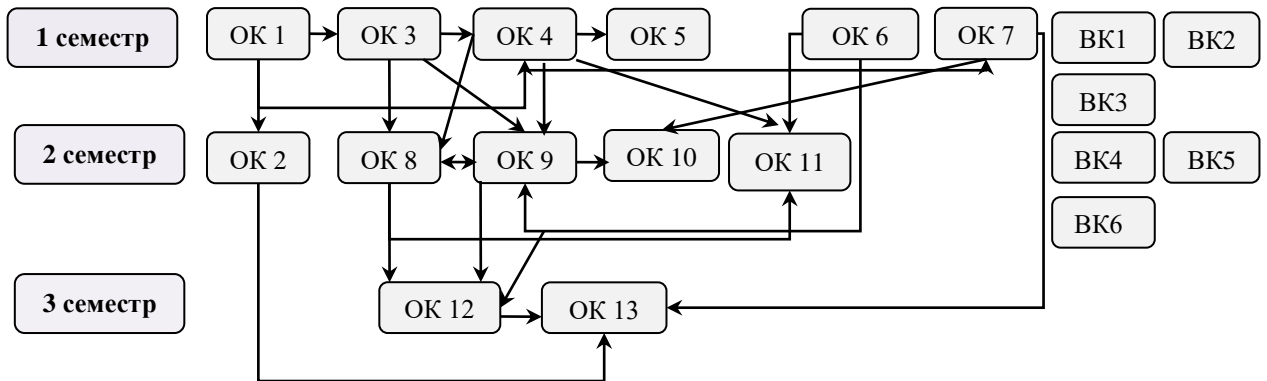 1 семестр
ОК 1
ОК 3
ОК 4
ОК 5
ОК 6
ОК 7
ВК1
ВК2
ВК3
2 семестр
ОК 2
ОК 8
ОК 9
ОК 10
ОК 11
ВК4
ВК5
ВК6
3 семестр
ОК 12
ОК 13